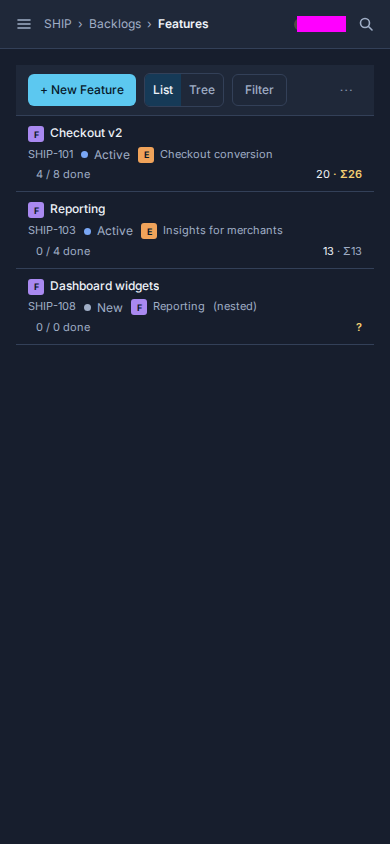 SHIP › Backlogs › Features
+ New Feature List Tree Filter ···
F Checkout v2
SHIP-101 Active E Checkout conversion
4 / 8 done 20 · Σ26
F Reporting
SHIP-103 Active E Insights for merchants
0 / 4 done 13 · Σ13
F Dashboard widgets
SHIP-108 New F Reporting (nested)
0 / 0 done ?